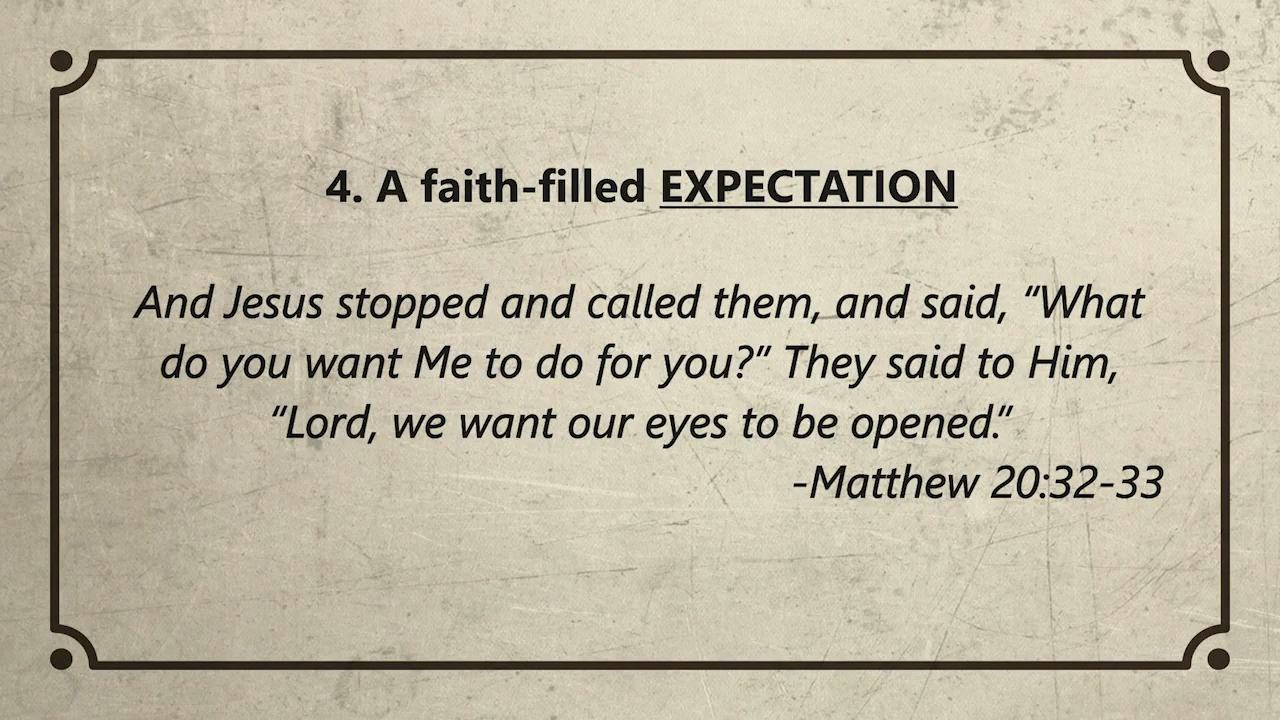 4. A faith-filled EXPECTATION
And Jesus stopped and called them, and said, “What
do you want Me to do for you?” They said to Him,
“Lord, we want our eyes to be opened.”
-Matthew 20:32-33